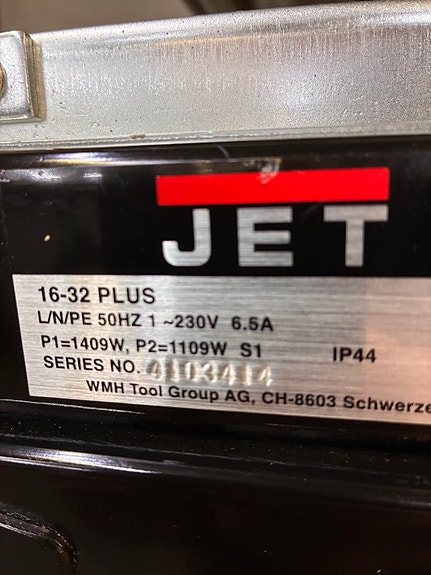 JET
16-32 PLUS
L/N/PE 50HZ 1 ~230V 6.5A
P1=1409W, P2=1109W S1 IP44
SERIES NO. 4103414
WMH Tool Group AG, CH-8603 Schwerze